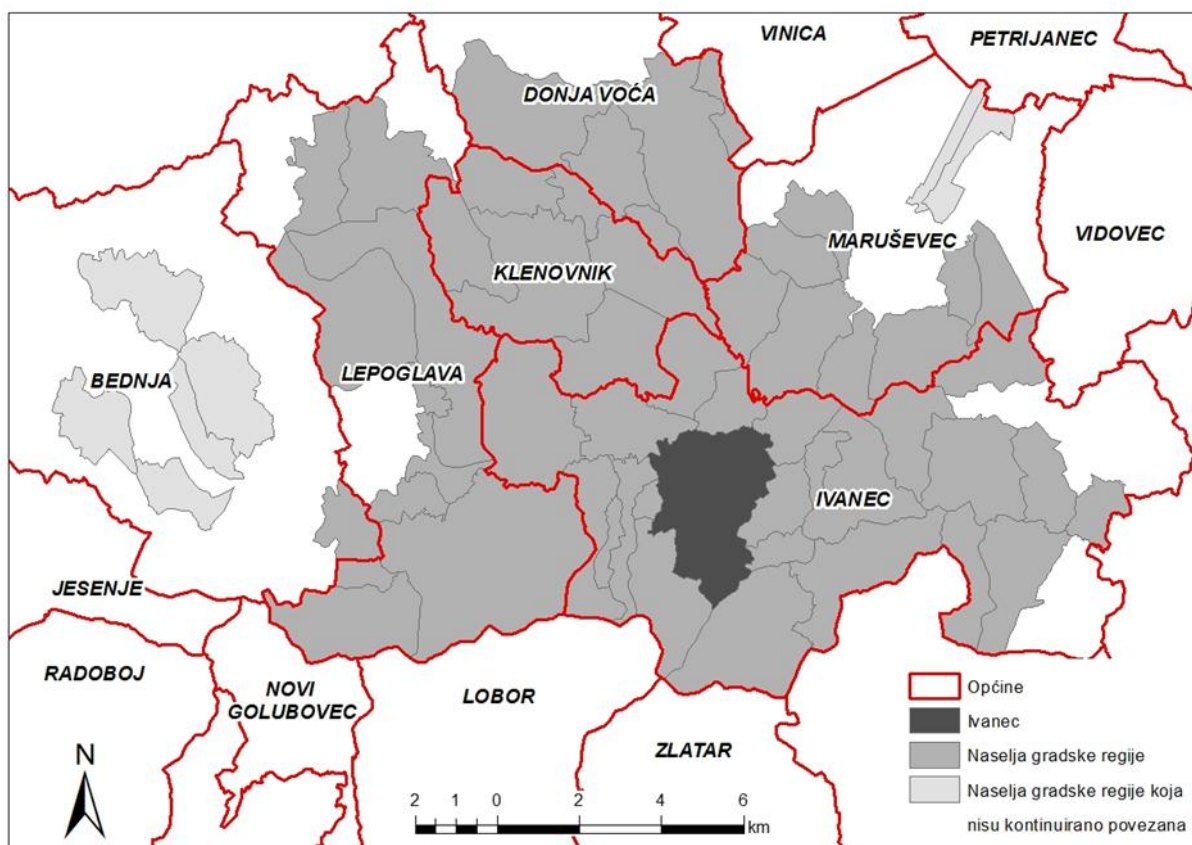 VINICA
PETRIJANEC
DONJA VOĆA
MARUŠEVEC
VIDOVEC
KLENOVNIK
BEDNJA
LEPOGLAVA
IVANEC
JESENJE
RADOBOJ
NOVI
GOLUBOVEC
LOBOR
ZLATAR
N
2 1 0 2 4 6
km
Općine
Ivanec
Naselja gradske regije
Naselja gradske regije koja
nisu kontinuirano povezana